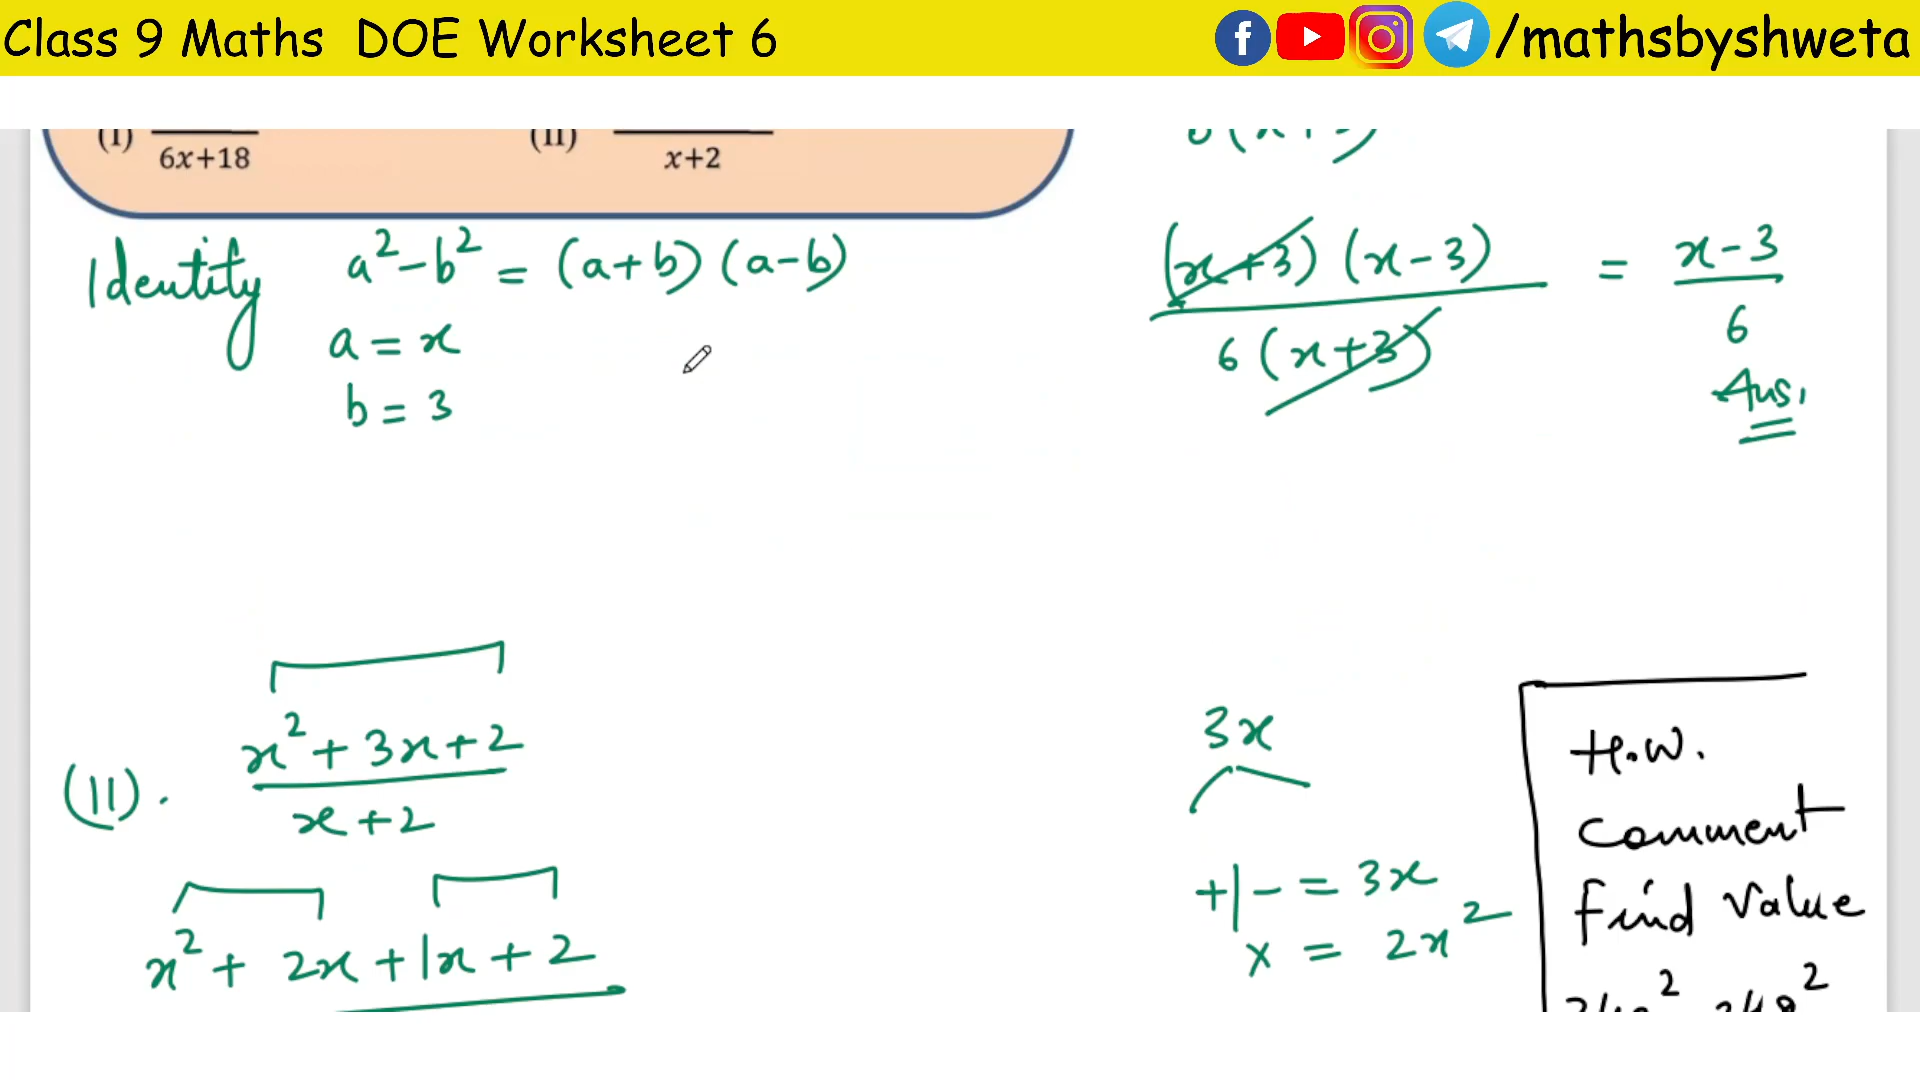 Class 9 Maths DOE Worksheet 6
/mathsbyshweta
(I) 6x+18
(II) x+2
Identity a²-b² = (a+b) (a-b)
a = x
b = 3
(x+3) (x-3)
6 (x+3)
= x-3
6
Ans.
(II). x² + 3x + 2
x + 2
x² + 2x + 1x + 2
3x
+|- = 3x
x = 2x²
H.W.
Comment
Find Value